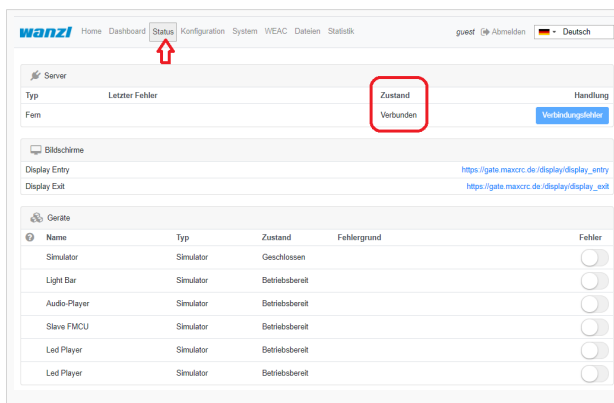 wanzl Home Dashboard Status Konfiguration System WEAC Dateien Statistik guest Abmelden Deutsch
Server
Typ Letzter Fehler Zustand Handlung
Fern Verbunden Verbindungsfehler
Bildschirme
Display Entry https://gate.maxcrc.de:/display/display_entry
Display Exit https://gate.maxcrc.de:/display/display_exit
Geräte
? Name Typ Zustand Fehlergrund Fehler
Simulator Simulator Geschlossen
Light Bar Simulator Betriebsbereit
Audio-Player Simulator Betriebsbereit
Slave FMCU Simulator Betriebsbereit
Led Player Simulator Betriebsbereit
Led Player Simulator Betriebsbereit